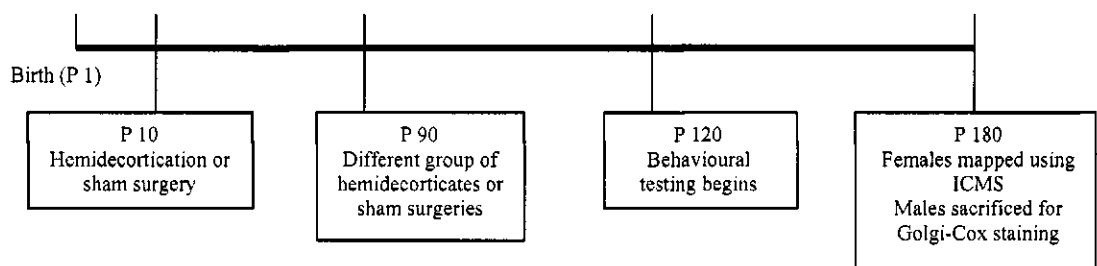 Birth (P 1)
P 10
Hemidecortication or
sham surgery
P 90
Different group of
hemidecorticates or
sham surgeries
P 120
Behavioural
testing begins
P 180
Females mapped using
ICMS
Males sacrificed for
Golgi-Cox staining